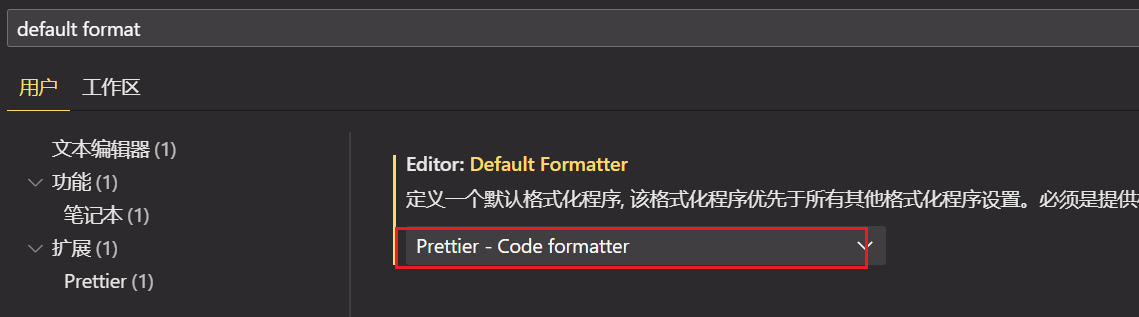 default format
用户 工作区
文本编辑器 (1)
功能 (1)
笔记本 (1)
扩展 (1)
Prettier (1)
Editor: Default Formatter
定义一个默认格式化程序, 该格式化程序优先于所有其他格式化程序设置。必须是提供
Prettier - Code formatter